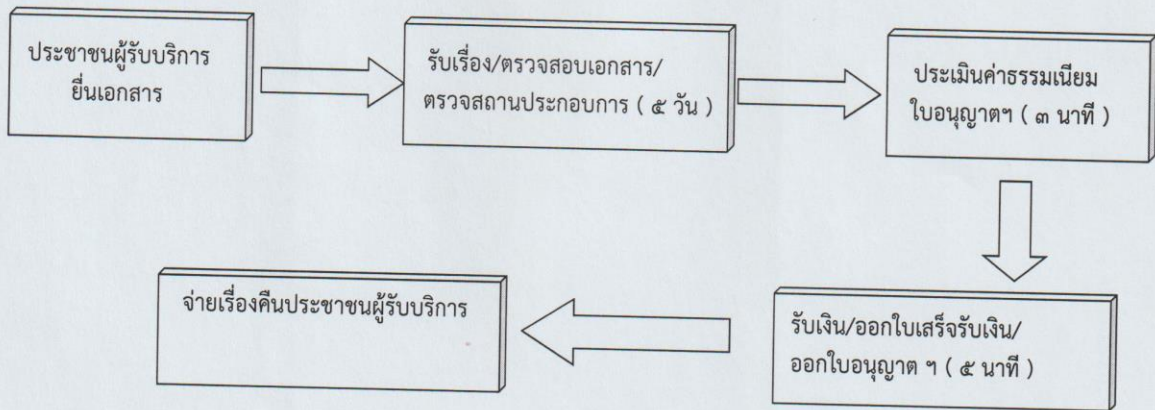 ประชาชนผู้รับบริการ
ยื่นเอกสาร
รับเรื่อง/ตรวจสอบเอกสาร/
ตรวจสถานประกอบการ ( ๕ วัน )
ประเมินค่าธรรมเนียม
ใบอนุญาตฯ ( ๓ นาที )
รับเงิน/ออกใบเสร็จรับเงิน/
ออกใบอนุญาต ฯ ( ๕ นาที )
จ่ายเรื่องคืนประชาชนผู้รับบริการ